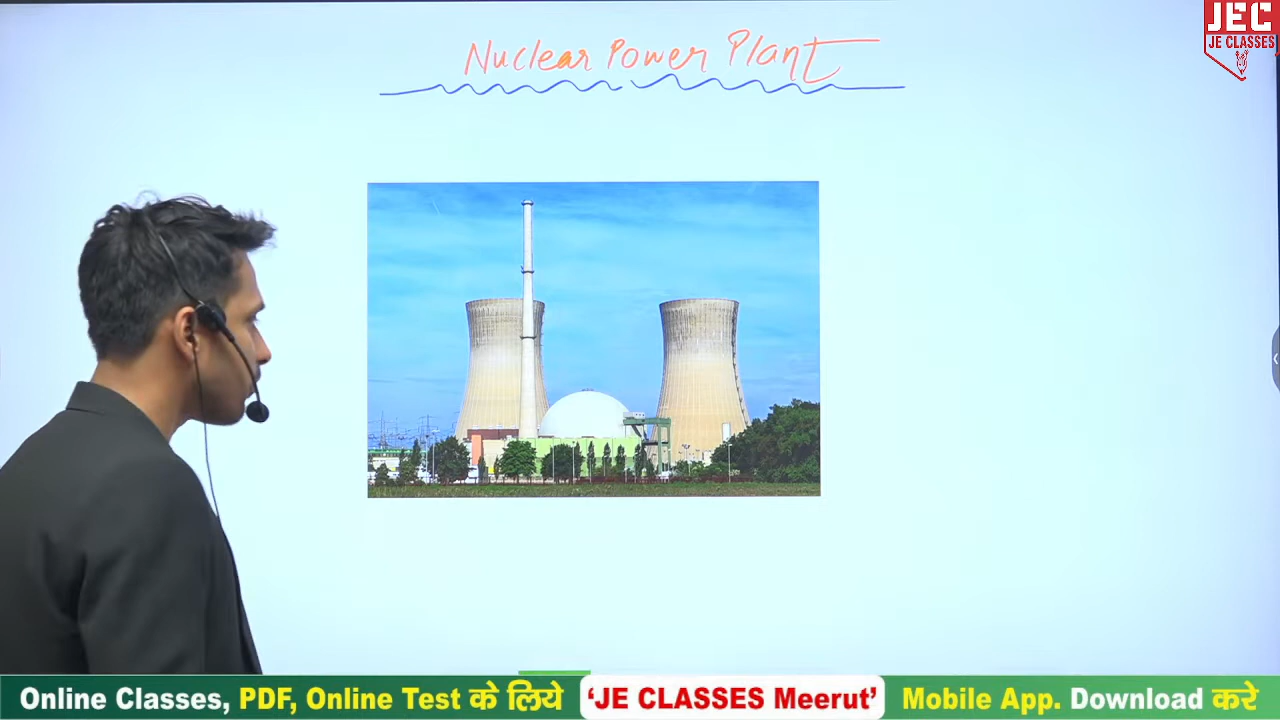 Nuclear Power Plant
JEC
JE CLASSES
Online Classes, PDF, Online Test के लिये 'JE CLASSES Meerut' Mobile App. Download करे